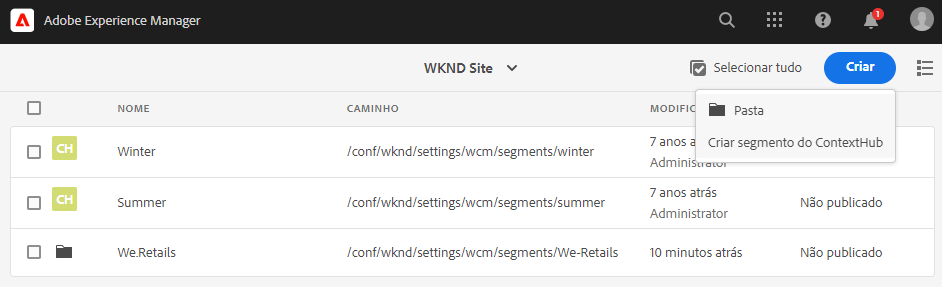 Adobe Experience Manager
1
WKND Site
Selecionar tudo
Criar
Pasta
Criar segmento do ContextHub
NOME CAMINHO MODIFIC
CH Winter /conf/wknd/settings/wcm/segments/winter 7 anos a
Administrator
CH Summer /conf/wknd/settings/wcm/segments/summer 7 anos atrás Não publicado
Administrator
We.Retails /conf/wknd/settings/wcm/segments/We-Retails 10 minutos atrás Não publicado